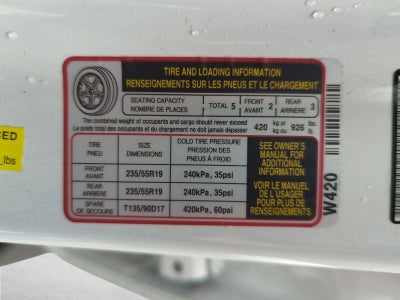 TIRE AND LOADING INFORMATION
RENSEIGNEMENTS SUR LES PNEUS ET LE CHARGEMENT
SEATING CAPACITY
NOMBRE DE PLACES
TOTAL 5
FRONT
AVANT 2
REAR
ARRIÈRE 3
The combined weight of occupants and cargo should never exceed
Le poids total des occupants et du chargement ne doit jamais dépasser
420 kg or
kg ou 926 lbs.
lb.
TIRE
PNEU
SIZE
DIMENSIONS
COLD TIRE PRESSURE
PRESSION DES
PNEUS À FROID
SEE OWNER'S
MANUAL FOR
ADDITIONAL
INFORMATION
FRONT
AVANT
235/55R19
240kPa, 35psi
REAR
ARRIÈRE
235/55R19
240kPa, 35psi
SPARE
DE SECOURS
T135/90D17
420kPa, 60psi
VOIR LE MANUEL
DE L'USAGER
POUR PLUS DE
RENSEIGNEMENTS
W420
lbs